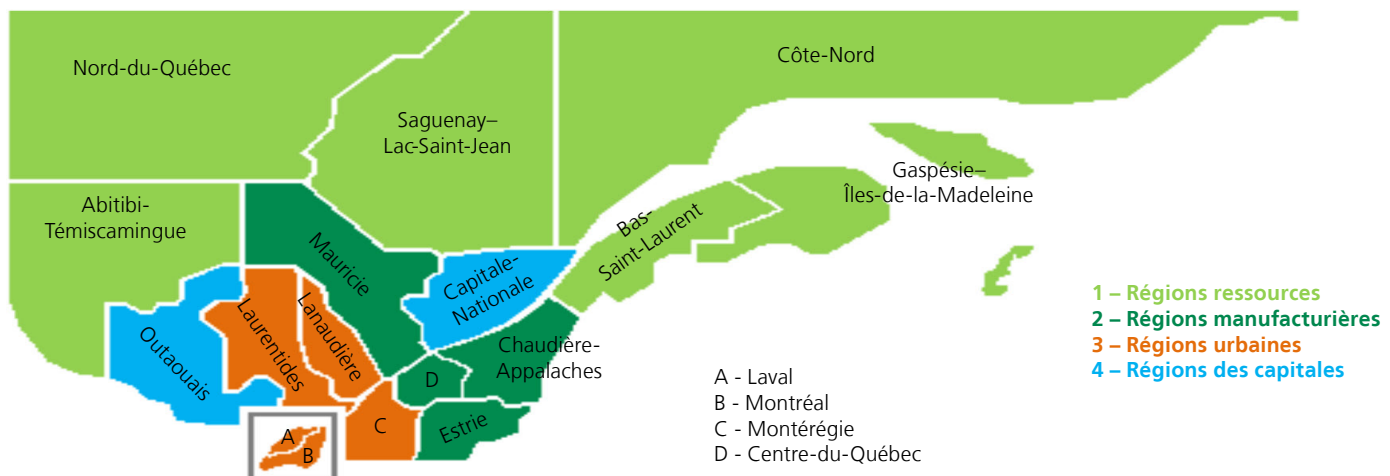 Nord-du-Québec
Côte-Nord
Saguenay–
Lac-Saint-Jean
Gaspésie–
Îles-de-la-Madeleine
Abitibi-
Témiscamingue
Bas-
Saint-Laurent
Mauricie
Capitale-
Nationale
Lanaudière
Laurentides
Outaouais
Chaudière-
Appalaches
D
C
Estrie
A
B
A - Laval
B - Montréal
C - Montérégie
D - Centre-du-Québec
1 – Régions ressources
2 – Régions manufacturières
3 – Régions urbaines
4 – Régions des capitales